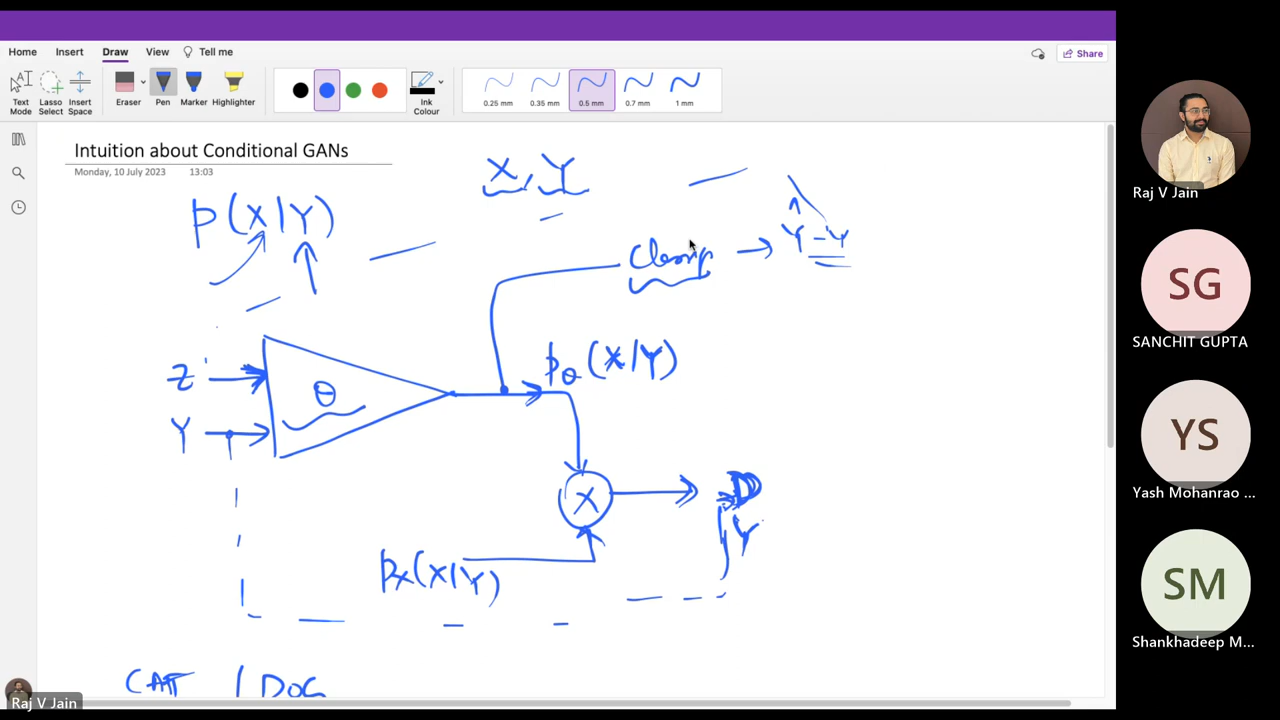 Home Insert Draw View Tell me
Share
Text Mode
Lasso Select
Insert Space
Eraser
Pen
Marker
Highlighter
Ink Colour
0.25 mm
0.35 mm
0.5 mm
0.7 mm
1 mm
Intuition about Conditional GANs
Monday, 10 July 2023 13:03
X, Y
p(X|Y)
Ŷ - Y
Z
Y
θ
pθ(X|Y)
X
D
Y
px(X|Y)
CAT / DOG
Raj V Jain
Raj V Jain
SG
SANCHIT GUPTA
YS
Yash Mohanrao ...
SM
Shankhadeep M...